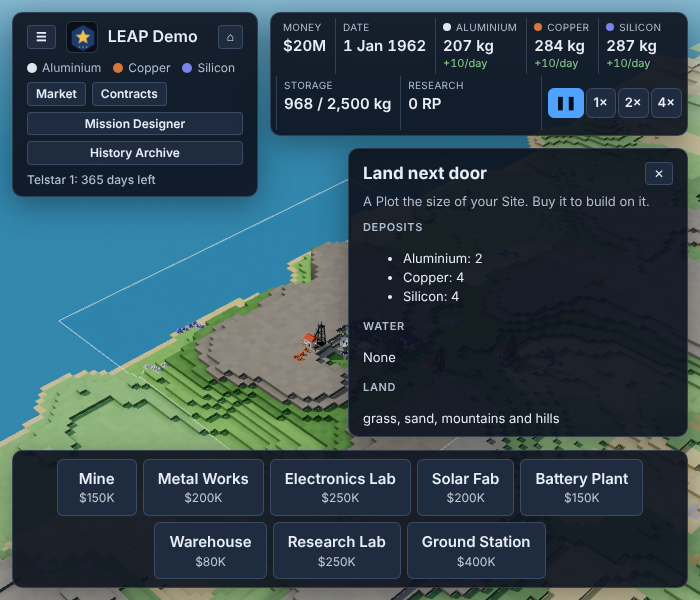 ☰ LEAP Demo ⌂
Aluminium Copper Silicon
Market Contracts
Mission Designer
History Archive
Telstar 1: 365 days left
MONEY DATE ALUMINIUM COPPER SILICON
$20M 1 Jan 1962 207 kg 284 kg 287 kg
+10/day +10/day +10/day
STORAGE RESEARCH
968 / 2,500 kg 0 RP
❚❚ 1× 2× 4×
Land next door ×
A Plot the size of your Site. Buy it to build on it.
DEPOSITS
• Aluminium: 2
• Copper: 4
• Silicon: 4
WATER
None
LAND
grass, sand, mountains and hills
Mine Metal Works Electronics Lab Solar Fab Battery Plant
$150K $200K $250K $200K $150K
Warehouse Research Lab Ground Station
$80K $250K $400K